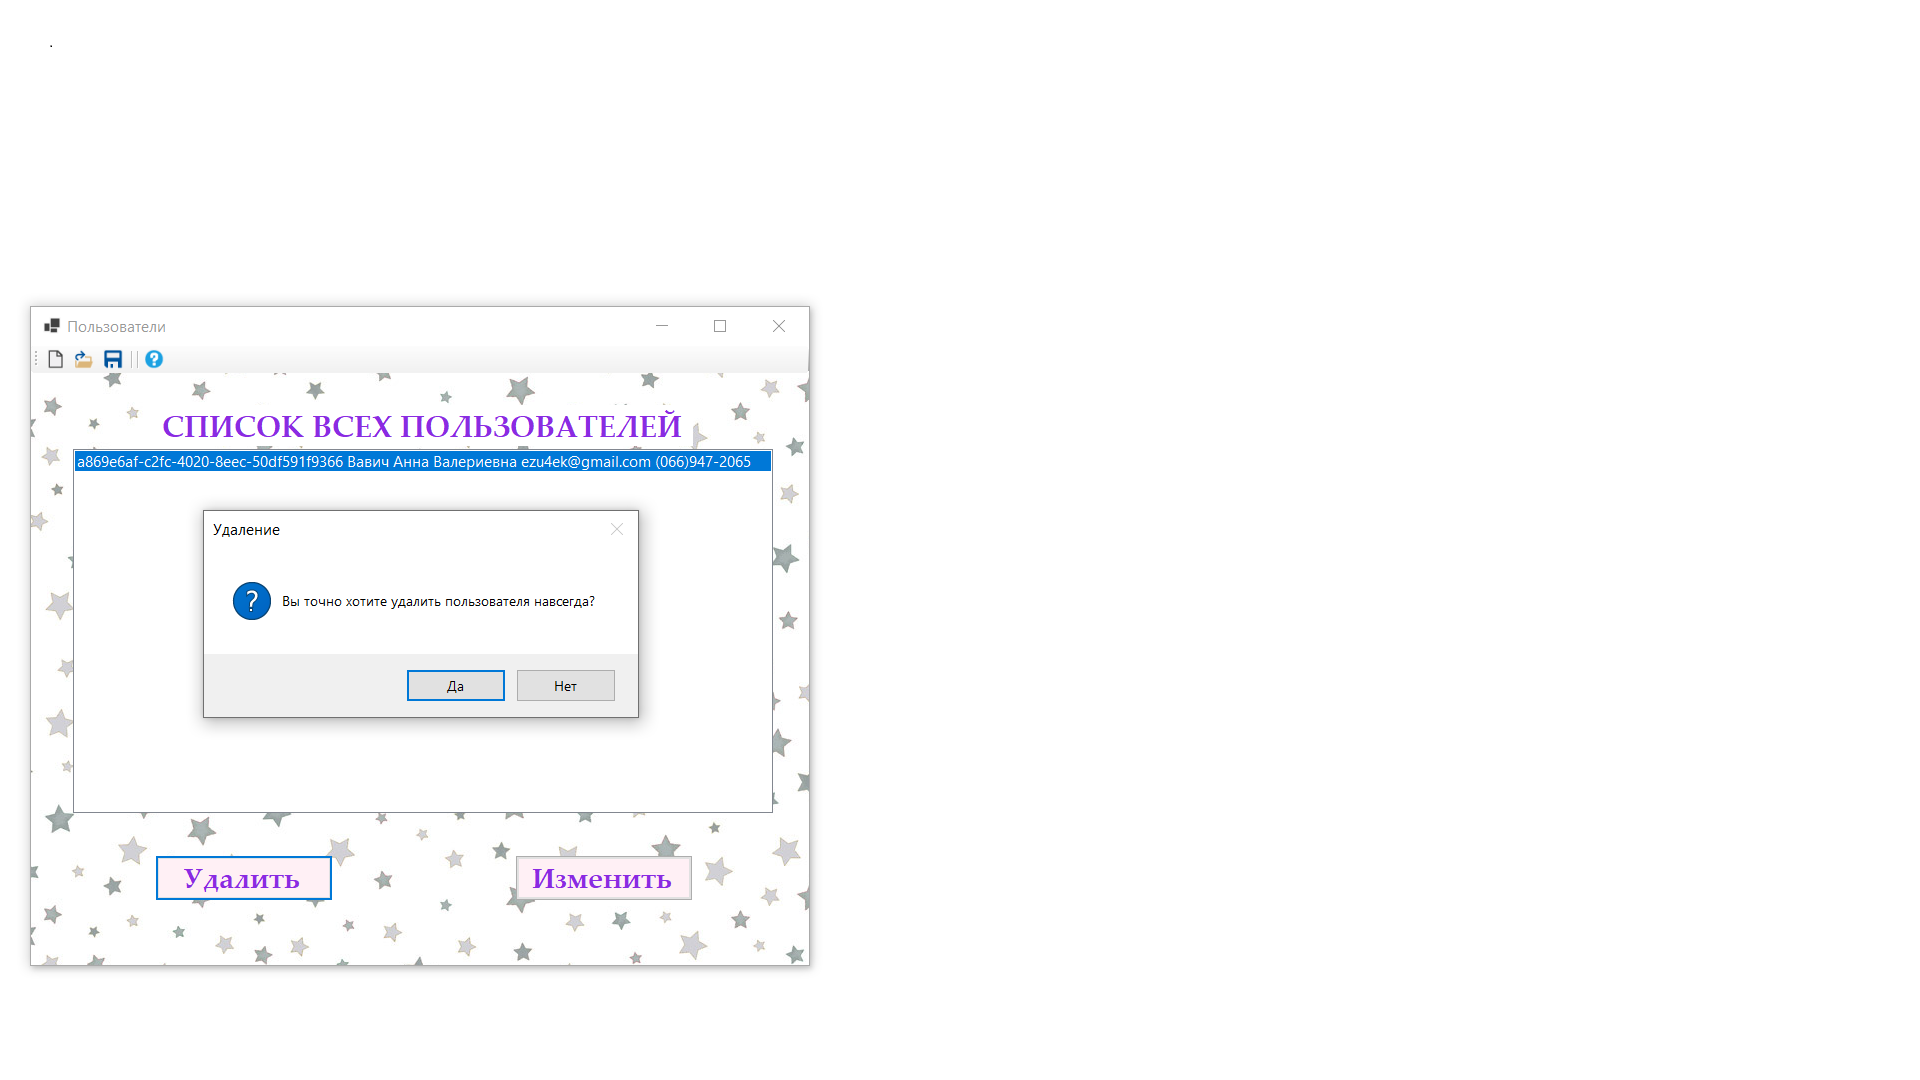 .
Пользователи
СПИСОК ВСЕХ ПОЛЬЗОВАТЕЛЕЙ
a869e6af-c2fc-4020-8eec-50df591f9366 Вавич Анна Валериевна ezu4ek@gmail.com (066)947-2065
Удаление
?
Вы точно хотите удалить пользователя навсегда?
Да Нет
Удалить Изменить